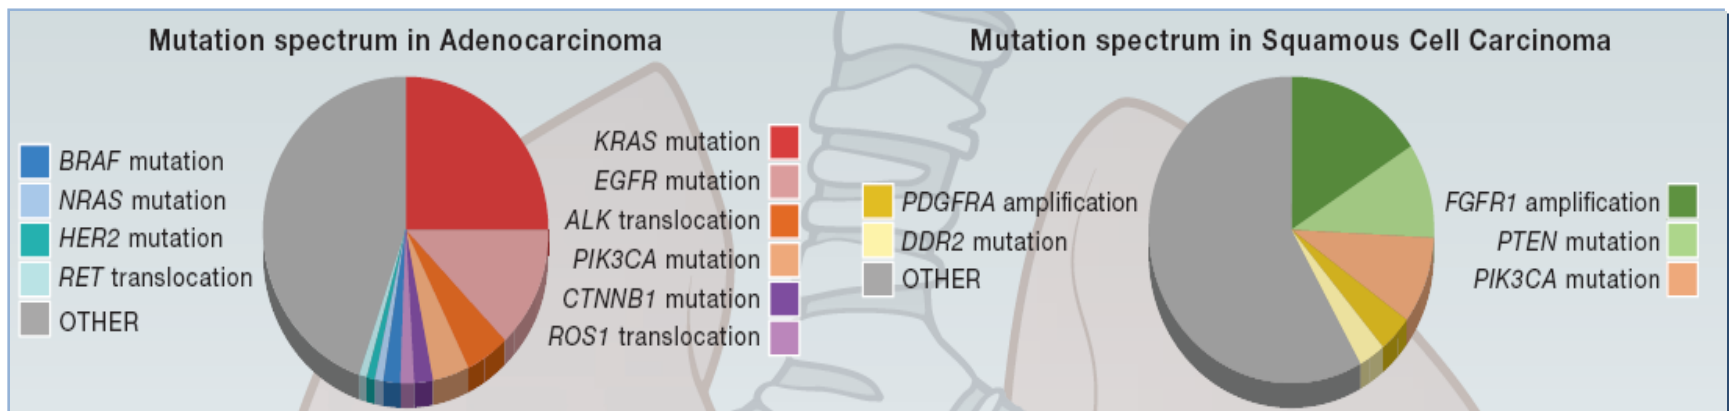 Mutation spectrum in Adenocarcinoma
BRAF mutation
NRAS mutation
HER2 mutation
RET translocation
OTHER
KRAS mutation
EGFR mutation
ALK translocation
PIK3CA mutation
CTNNB1 mutation
ROS1 translocation
Mutation spectrum in Squamous Cell Carcinoma
PDGFRA amplification
DDR2 mutation
OTHER
FGFR1 amplification
PTEN mutation
PIK3CA mutation